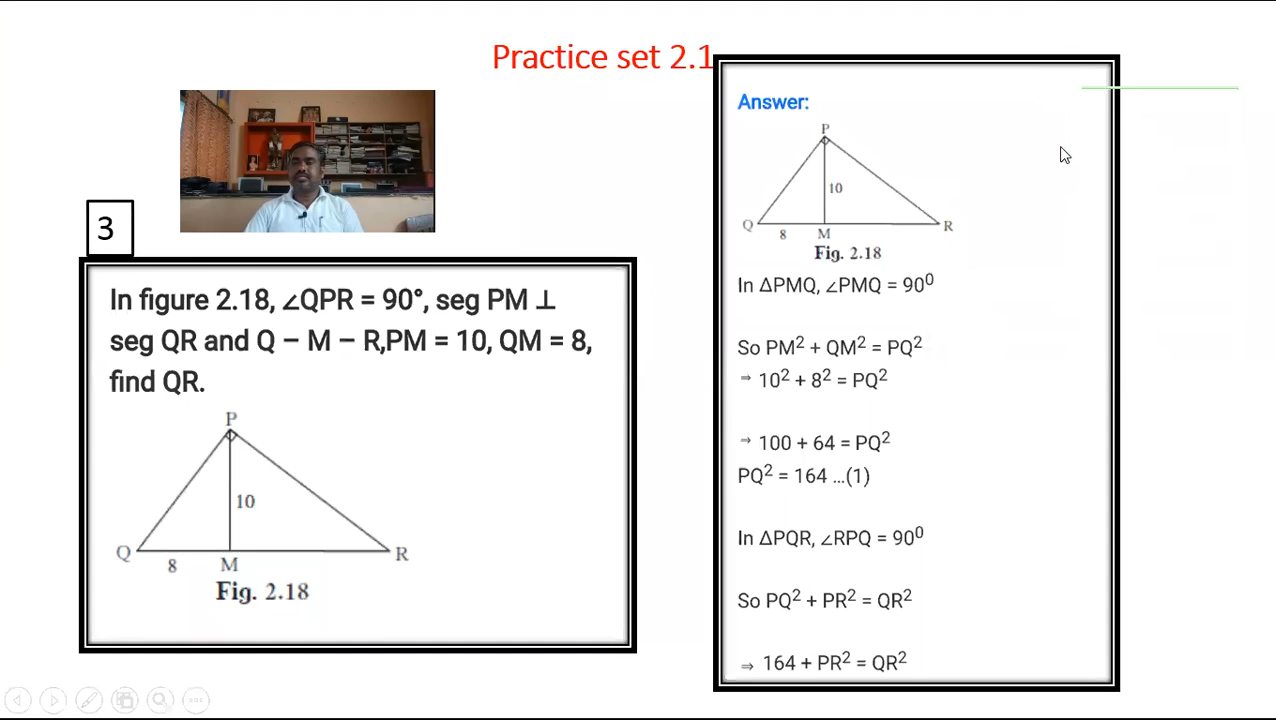 Practice set 2.1
3
In figure 2.18, ∠QPR = 90°, seg PM ⊥
seg QR and Q – M – R,PM = 10, QM = 8,
find QR.
P
10
Q
8
M
R
Fig. 2.18
Answer:
P
10
Q
8
M
R
Fig. 2.18
In ΔPMQ, ∠PMQ = 90⁰
So PM² + QM² = PQ²
⇒ 10² + 8² = PQ²
⇒ 100 + 64 = PQ²
PQ² = 164 …(1)
In ΔPQR, ∠RPQ = 90⁰
So PQ² + PR² = QR²
⇒ 164 + PR² = QR²